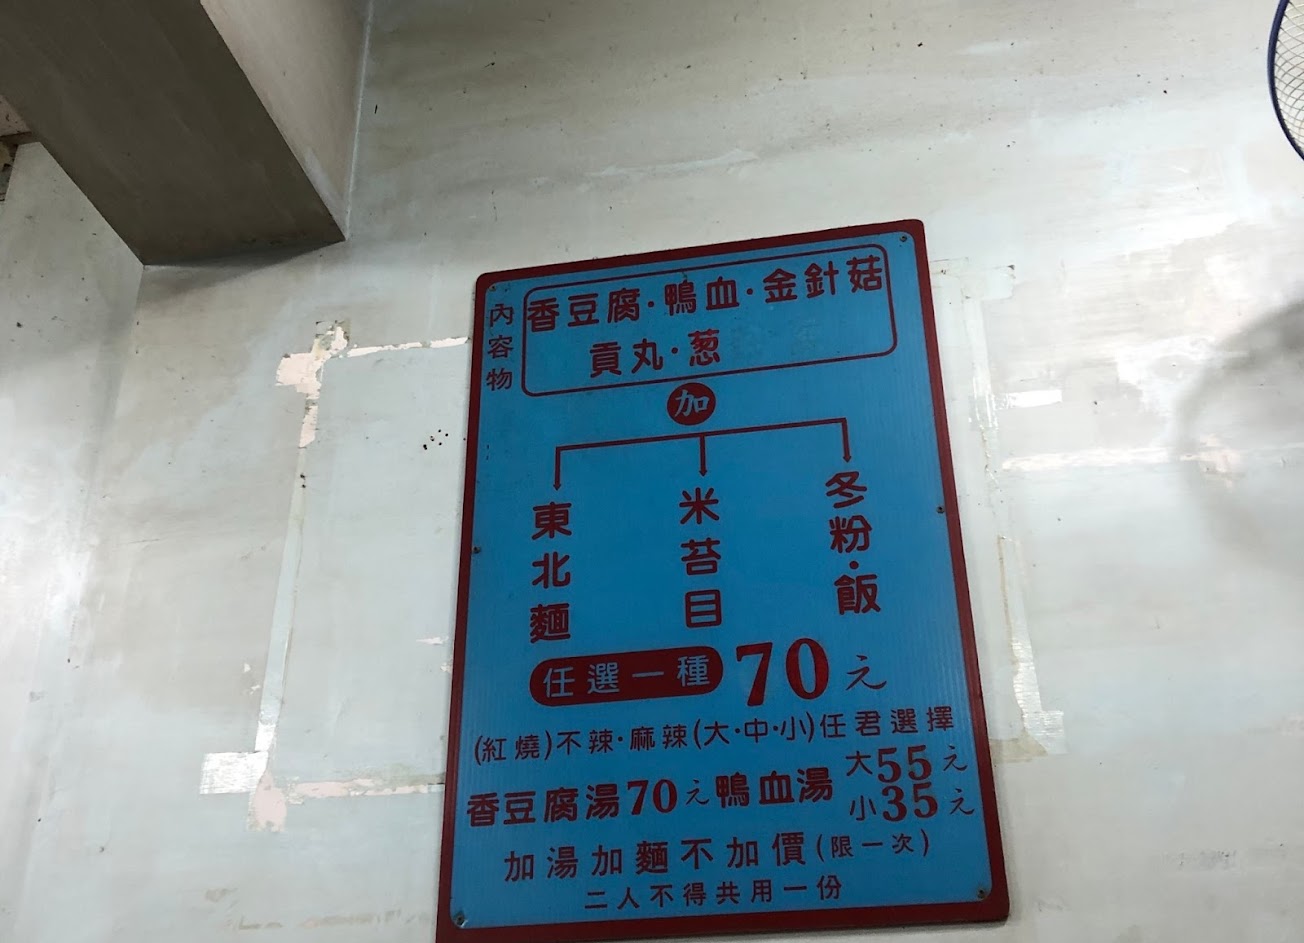 內容物
香豆腐·鴨血·金針菇
貢丸·葱
加
東北麵
米苔目
冬粉·飯
任選一種 70元
(紅燒)不辣·麻辣(大·中·小)任君選擇
香豆腐湯70元 鴨血湯 大55元
小35元
加湯加麵不加價(限一次)
二人不得共用一份